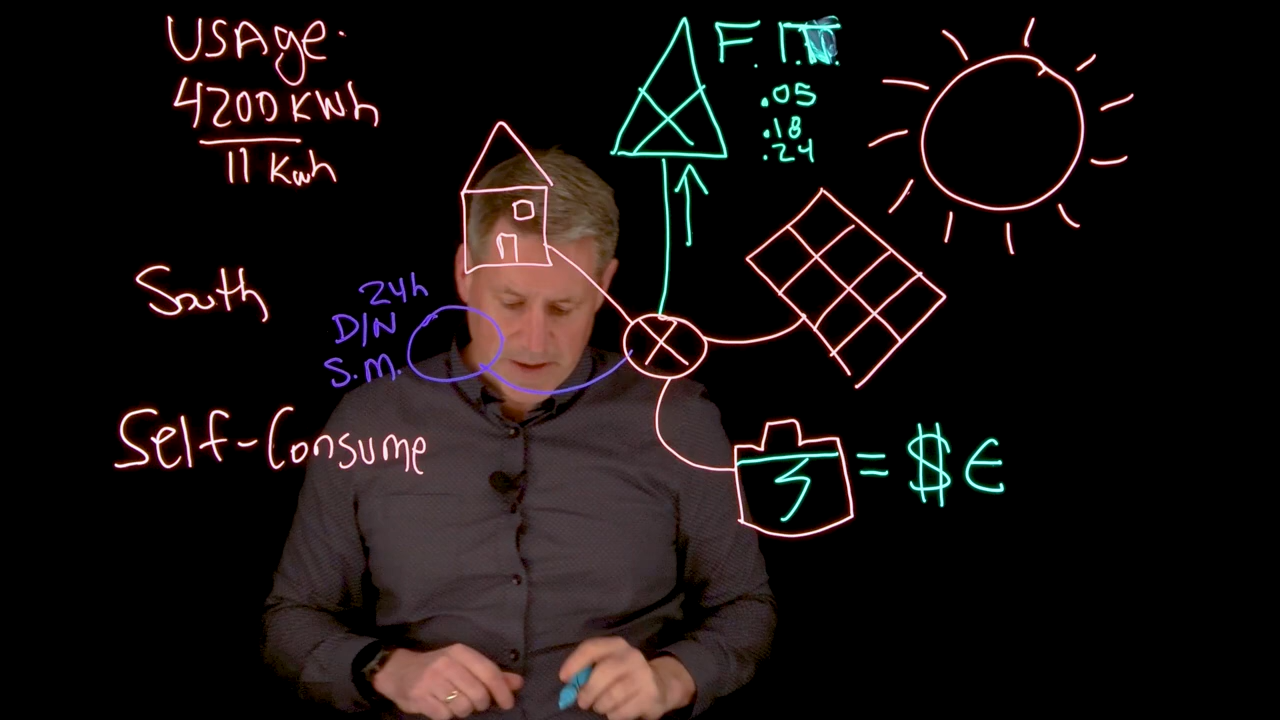 USAge.
4200 KWh
11 Kwh
F.I.
.05
.18
.24
South
24h
D/N
S.M.
Self-Consume
= $ €